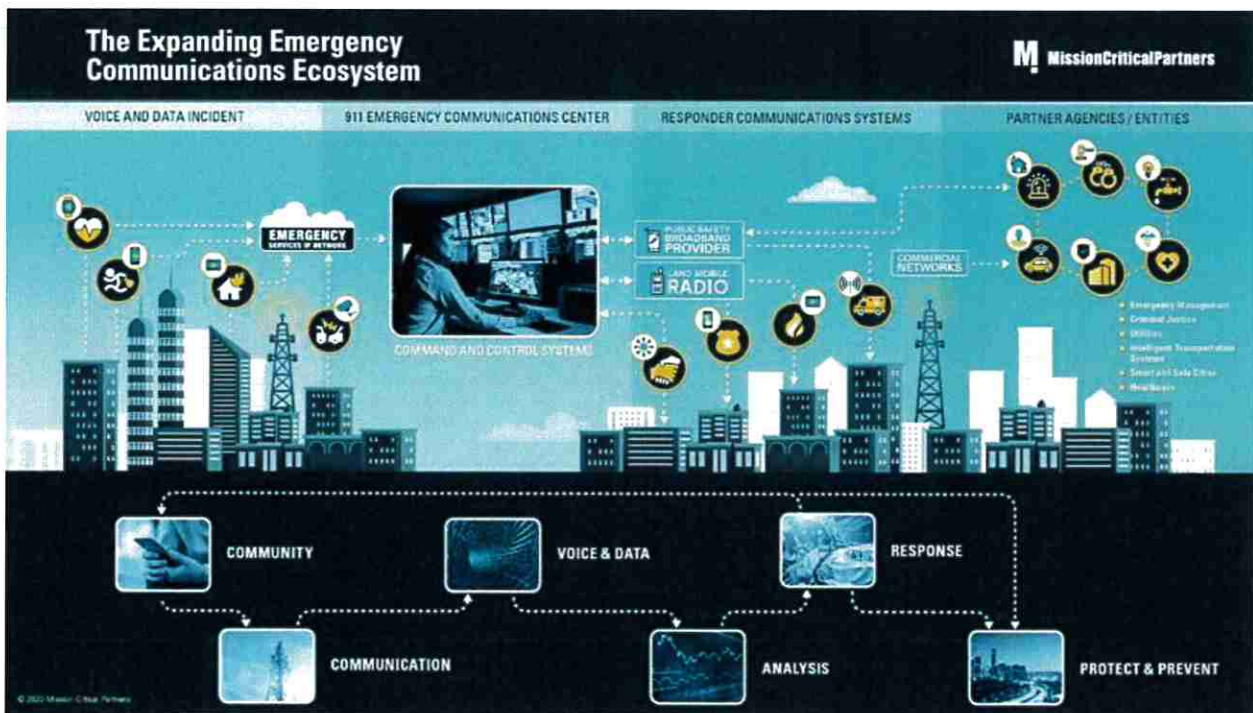 The Expanding Emergency
Communications Ecosystem
MissionCriticalPartners
VOICE AND DATA INCIDENT
911 EMERGENCY COMMUNICATIONS CENTER
RESPONDER COMMUNICATIONS SYSTEMS
PARTNER AGENCIES / ENTITIES
EMERGENCY
SERVICES IP NETWORK
PUBLIC SAFETY
BROADBAND
PROVIDER
LAND MOBILE
RADIO
COMMERCIAL
NETWORKS
COMMAND AND CONTROL SYSTEMS
Emergency Management
Criminal Justice
Utilities
Intelligent Transportation
Systems
Smart and Safe Cities
Healthcare
COMMUNITY
VOICE & DATA
RESPONSE
COMMUNICATION
ANALYSIS
PROTECT & PREVENT
Mission Critical Partners